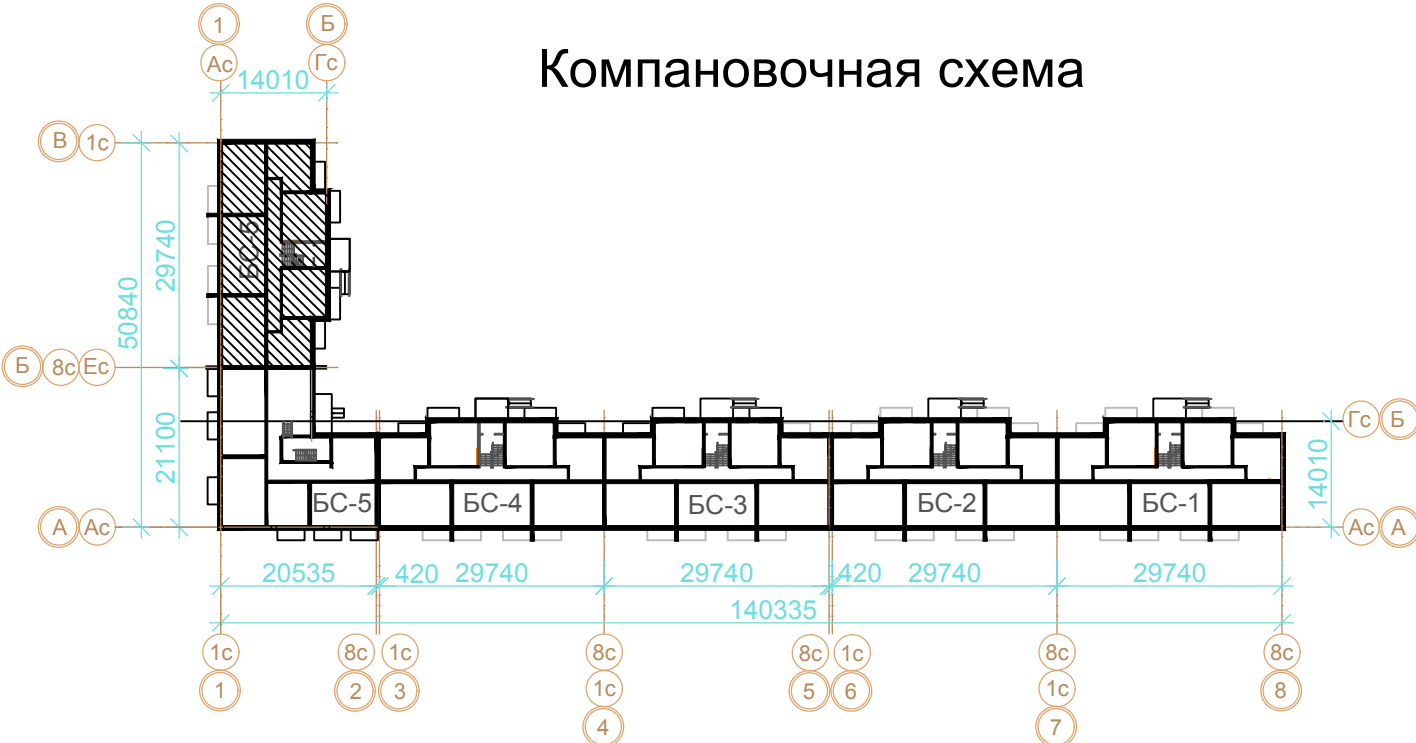 1 Б
Ас Гс
Компановочная схема
14010
В 1с
БС-5
29740
50840
Б 8с Ес
21100
Гс Б
14010
БС-5 БС-4 БС-3 БС-2 БС-1
А Ас
Ас А
20535 420 29740 29740 420 29740 29740
140335
1с 8с 1с 8с 8с 1с 8с 8с
1 2 3 1с 5 6 1с 8
4 7